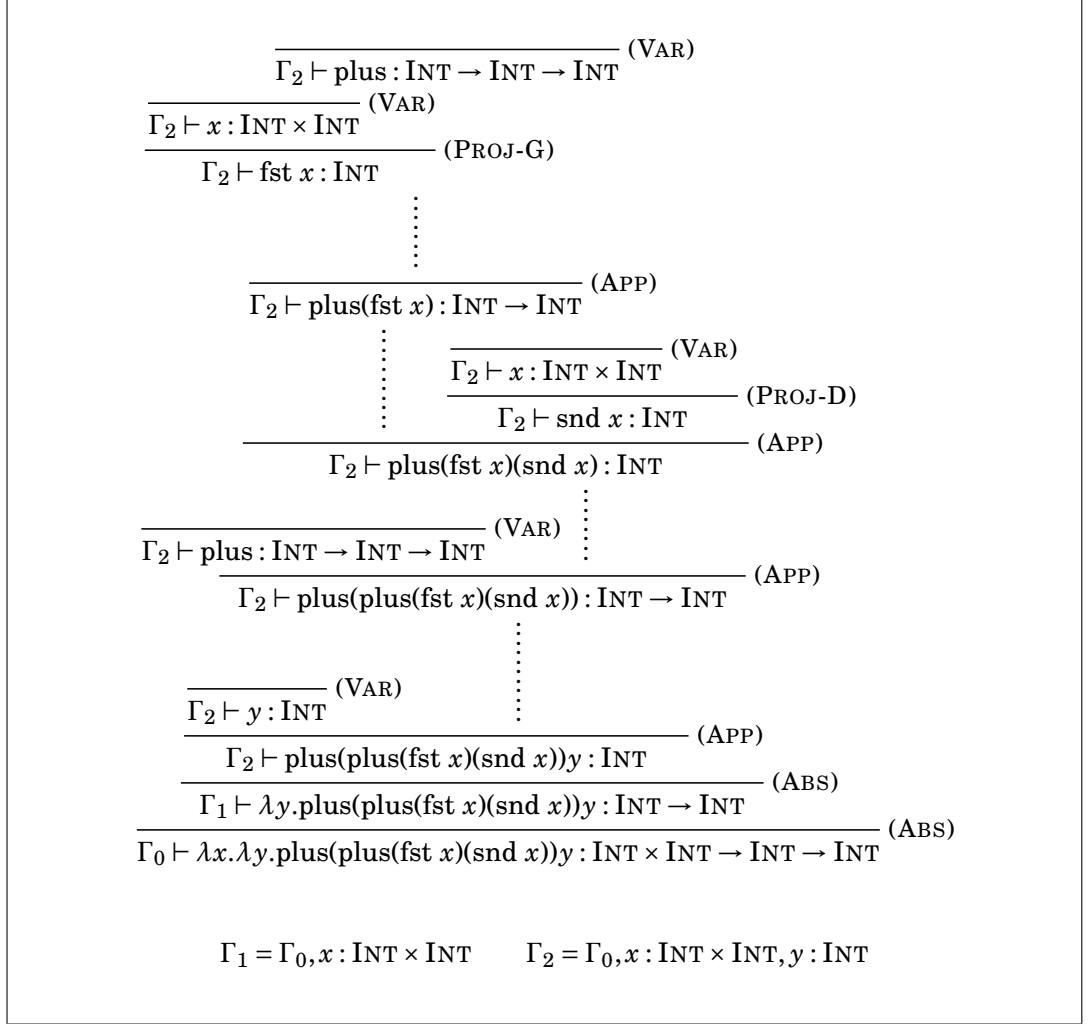 (VAR)
Γ₂ ⊢ plus : INT → INT → INT
(VAR)
Γ₂ ⊢ x : INT × INT
(PROJ-G)
Γ₂ ⊢ fst x : INT
(APP)
Γ₂ ⊢ plus(fst x) : INT → INT
(VAR)
Γ₂ ⊢ x : INT × INT
(PROJ-D)
Γ₂ ⊢ snd x : INT
(APP)
Γ₂ ⊢ plus(fst x)(snd x) : INT
(VAR)
Γ₂ ⊢ plus : INT → INT → INT
(APP)
Γ₂ ⊢ plus(plus(fst x)(snd x)) : INT → INT
(VAR)
Γ₂ ⊢ y : INT
(APP)
Γ₂ ⊢ plus(plus(fst x)(snd x))y : INT
(ABS)
Γ₁ ⊢ λy.plus(plus(fst x)(snd x))y : INT → INT
(ABS)
Γ₀ ⊢ λx.λy.plus(plus(fst x)(snd x))y : INT × INT → INT → INT
Γ₁ = Γ₀, x : INT × INT Γ₂ = Γ₀, x : INT × INT, y : INT